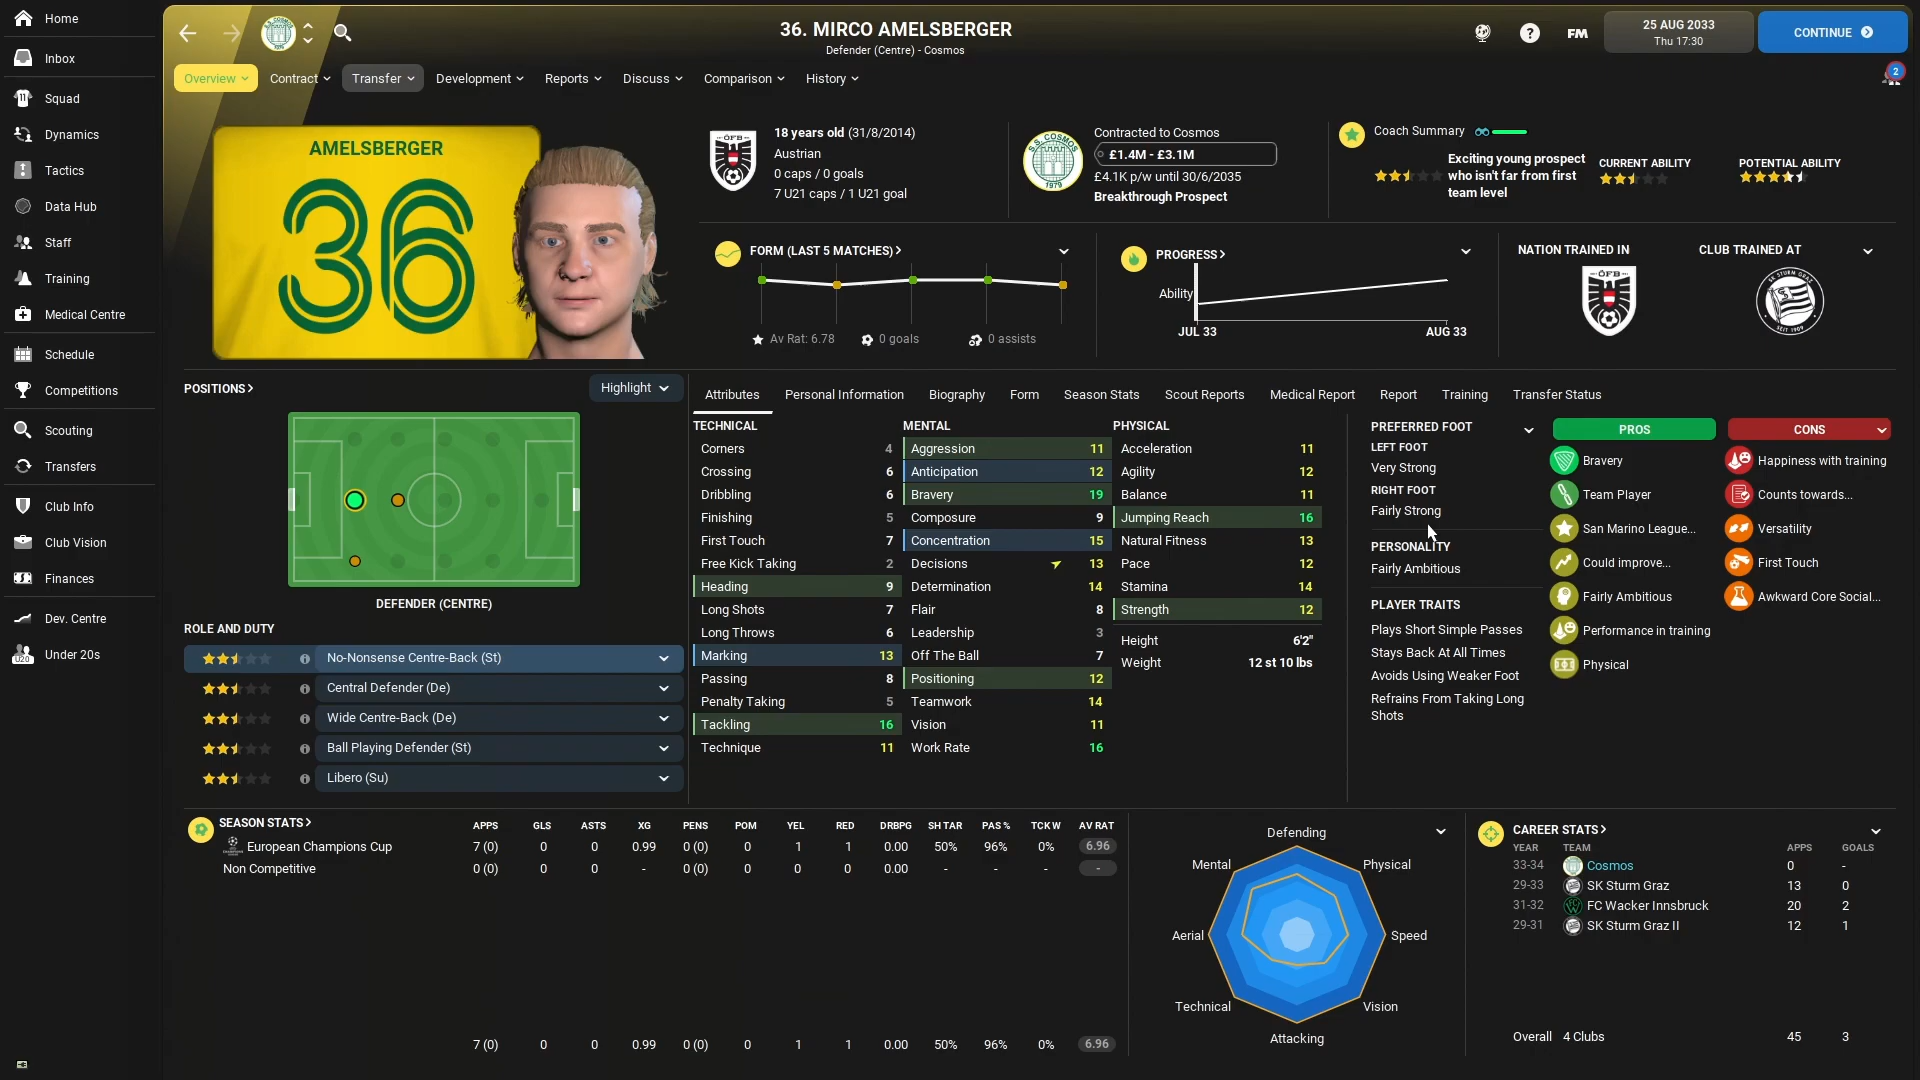 Home
Inbox
Squad
Dynamics
Tactics
Data Hub
Staff
Training
Medical Centre
Schedule
Competitions
Scouting
Transfers
Club Info
Club Vision
Finances
Dev. Centre
Under 20s
36. MIRCO AMELSBERGER
Defender (Centre) - Cosmos
FM
25 AUG 2033
Thu 17:30
CONTINUE
Overview Contract Transfer Development Reports Discuss Comparison History
2
AMELSBERGER
36
18 years old (31/8/2014)
Austrian
0 caps / 0 goals
7 U21 caps / 1 U21 goal
Contracted to Cosmos
£1.4M - £3.1M
£4.1K p/w until 30/6/2035
Breakthrough Prospect
Coach Summary
Exciting young prospect
who isn't far from first
team level
CURRENT ABILITY
POTENTIAL ABILITY
FORM (LAST 5 MATCHES)
Av Rat: 6.78 0 goals 0 assists
PROGRESS
Ability
JUL 33 AUG 33
NATION TRAINED IN
CLUB TRAINED AT
POSITIONS
Highlight
DEFENDER (CENTRE)
ROLE AND DUTY
No-Nonsense Centre-Back (St)
Central Defender (De)
Wide Centre-Back (De)
Ball Playing Defender (St)
Libero (Su)
Attributes Personal Information Biography Form Season Stats Scout Reports Medical Report Report Training Transfer Status
TECHNICAL
Corners 4
Crossing 6
Dribbling 6
Finishing 5
First Touch 7
Free Kick Taking 2
Heading 9
Long Shots 7
Long Throws 6
Marking 13
Passing 8
Penalty Taking 5
Tackling 16
Technique 11
MENTAL
Aggression 11
Anticipation 12
Bravery 19
Composure 9
Concentration 15
Decisions 13
Determination 14
Flair 8
Leadership 3
Off The Ball 7
Positioning 12
Teamwork 14
Vision 11
Work Rate 16
PHYSICAL
Acceleration 11
Agility 12
Balance 11
Jumping Reach 16
Natural Fitness 13
Pace 12
Stamina 14
Strength 12
Height 6'2"
Weight 12 st 10 lbs
PREFERRED FOOT
LEFT FOOT
Very Strong
RIGHT FOOT
Fairly Strong
PERSONALITY
Fairly Ambitious
PLAYER TRAITS
Plays Short Simple Passes
Stays Back At All Times
Avoids Using Weaker Foot
Refrains From Taking Long
Shots
PROS
Bravery
Team Player
San Marino League...
Could improve...
Fairly Ambitious
Performance in training
Physical
CONS
Happiness with training
Counts towards...
Versatility
First Touch
Awkward Core Social...
SEASON STATS APPS GLS ASTS XG PENS POM YEL RED DRBPG SH TAR PAS % TCK W AV RAT
European Champions Cup 7 (0) 0 0 0.99 0 (0) 0 1 1 0.00 50% 96% 0% 6.96
Non Competitive 0 (0) 0 0 - 0 (0) 0 0 0 0.00 - - - -
7 (0) 0 0 0.99 0 (0) 0 1 1 0.00 50% 96% 0% 6.96
Defending
Mental Physical
Aerial Speed
Technical Vision
Attacking
CAREER STATS
YEAR TEAM APPS GOALS
33-34 Cosmos 0 -
29-33 SK Sturm Graz 13 0
31-32 FC Wacker Innsbruck 20 2
29-31 SK Sturm Graz II 12 1
Overall 4 Clubs 45 3